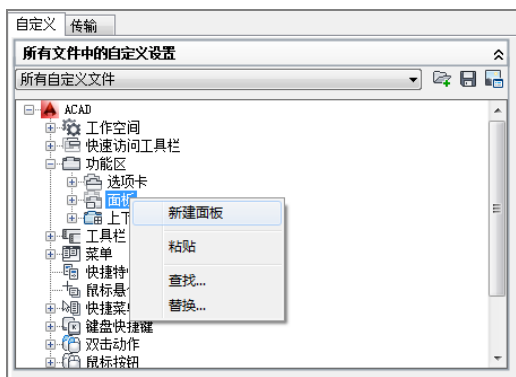 自定义 传输
所有文件中的自定义设置
所有自定义文件
ACAD
工作空间
快速访问工具栏
功能区
选项卡
面板
新建面板
上下
工具栏
粘贴
菜单
快捷特
查找...
鼠标悬
快捷菜
替换...
键盘快捷键
双击动作
鼠标按钮